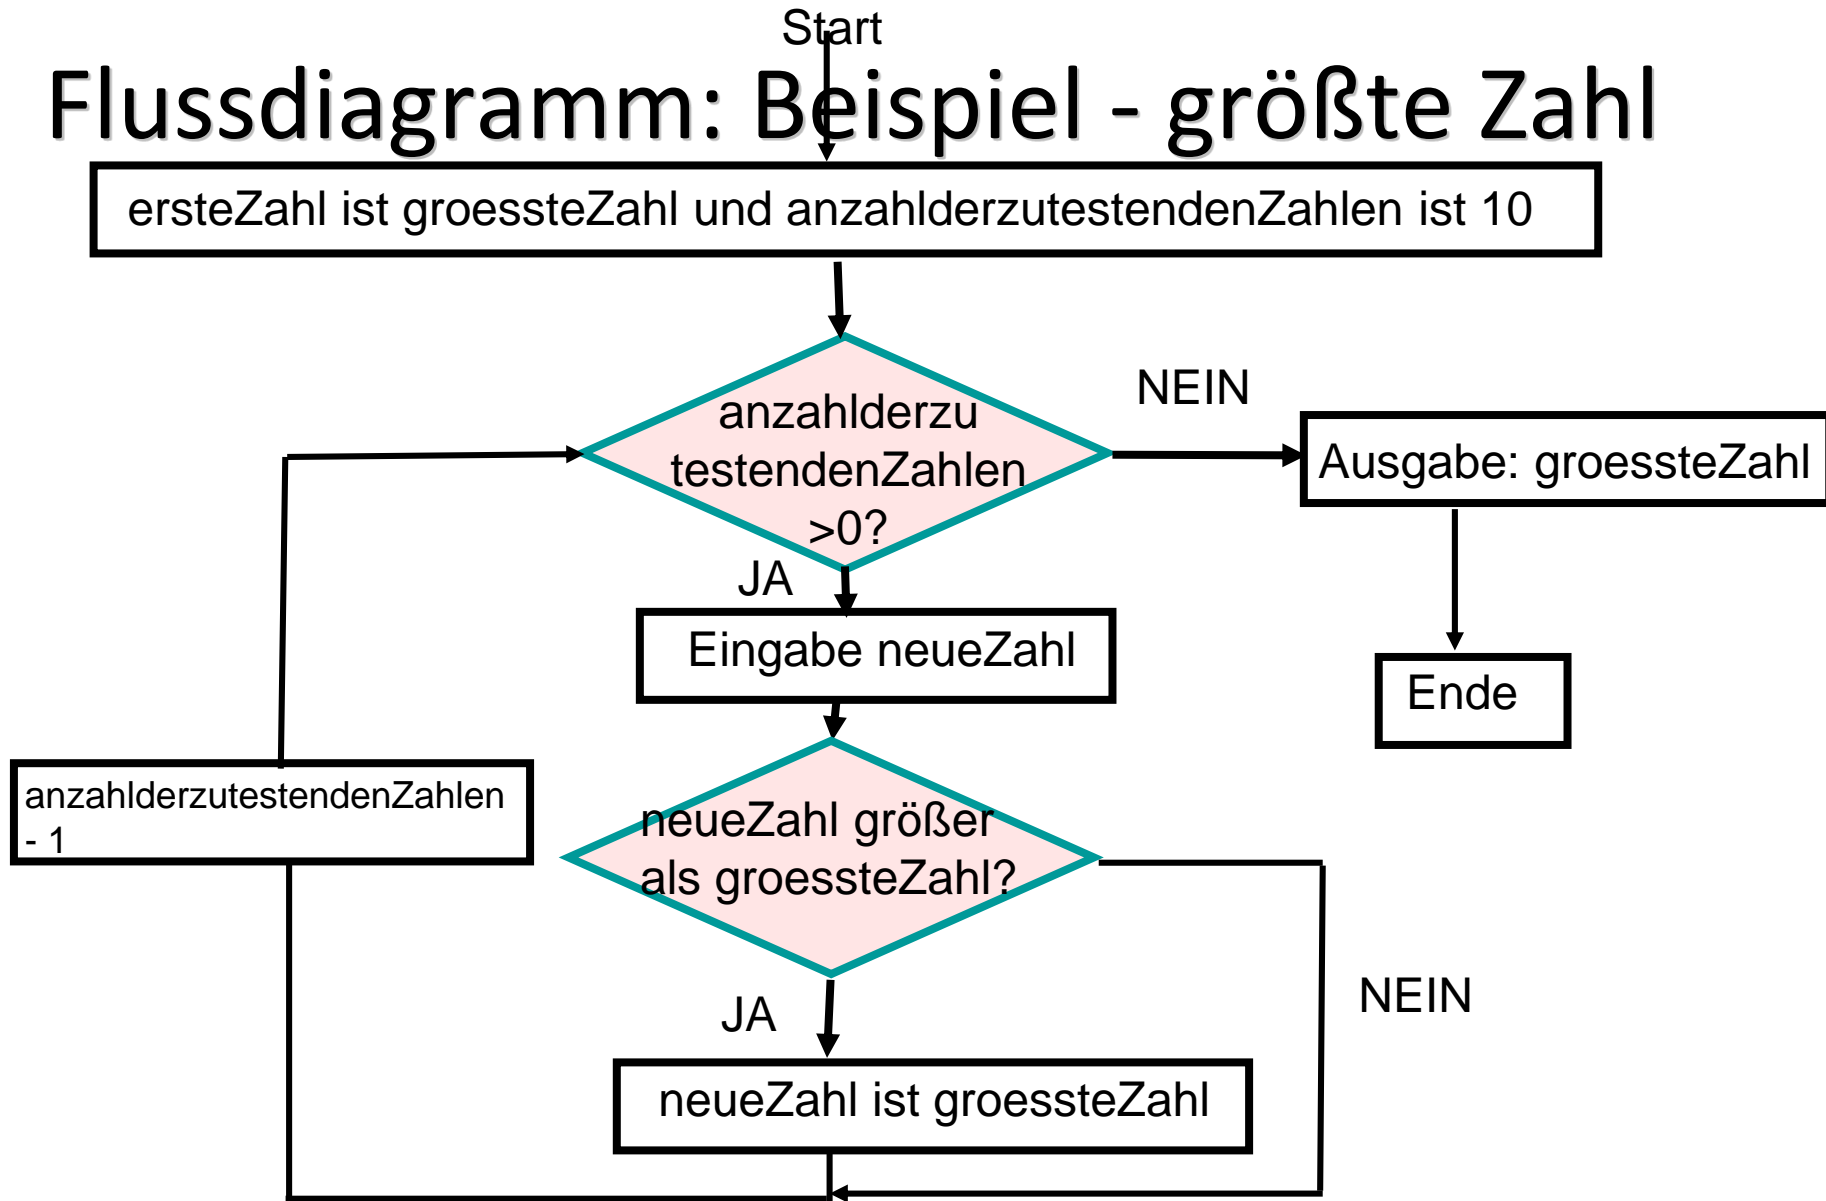 Start
Flussdiagramm: Beispiel - größte Zahl
ersteZahl ist groessteZahl und anzahlderzutestendenZahlen ist 10
anzahlderzu
testendenZahlen
>0?
NEIN
Ausgabe: groessteZahl
JA
Eingabe neueZahl
Ende
anzahlderzutestendenZahlen
- 1
neueZahl größer
als groessteZahl?
NEIN
JA
neueZahl ist groessteZahl